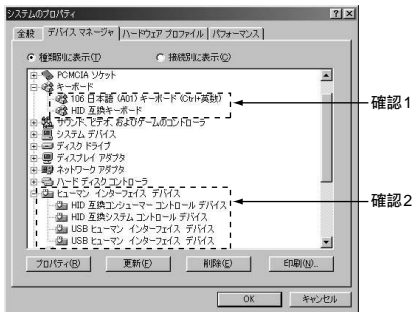 システムのプロパティ
全般 デバイス マネージャ ハードウェア プロファイル パフォーマンス
種類別に表示(T) 接続別に表示(C)
PCMCIA ソケット
キーボード
106 日本語 (A01) キーボード (Ctrl+英数)
確認1
HID 互換キーボード
サウンド、ビデオ、およびゲームのコントローラ
システム デバイス
ディスク ドライブ
ディスプレイ アダプタ
ネットワーク アダプタ
ハード ディスク コントローラ
ヒューマン インターフェイス デバイス
確認2
HID 互換コンシューマー コントロール デバイス
HID 互換システム コントロール デバイス
USB ヒューマン インターフェイス デバイス
USB ヒューマン インターフェイス デバイス
プロパティ(R) 更新(F) 削除(E) 印刷(N)...
OK キャンセル